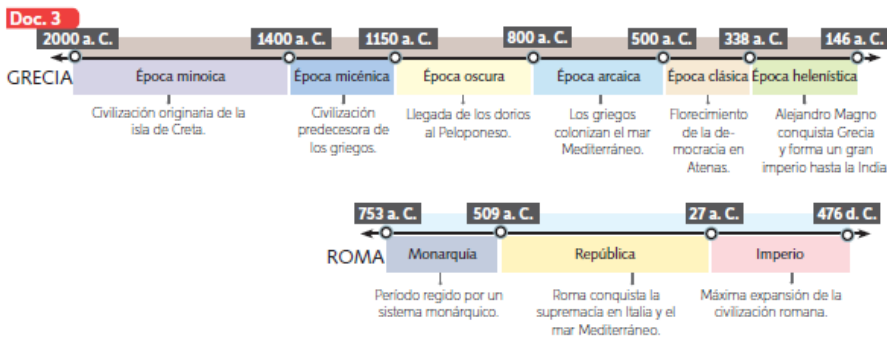 Doc. 3
2000 a. C. 1400 a. C. 1150 a. C. 800 a. C. 500 a. C. 338 a. C. 146 a. C.
GRECIA Época minoica Época micénica Época oscura Época arcaica Época clásica Época helenística
Civilización originaria de la
isla de Creta.
Civilización
predecesora de
los griegos.
Llegada de los dorios
al Peloponeso.
Los griegos
colonizan el mar
Mediterráneo.
Florecimiento
de la de-
mocracia en
Atenas.
Alejandro Magno
conquista Grecia
y forma un gran
imperio hasta la India
753 a. C. 509 a. C. 27 a. C. 476 d. C.
ROMA Monarquía República Imperio
Período regido por un
sistema monárquico.
Roma conquista la
supremacía en Italia y el
mar Mediterráneo.
Máxima expansión de la
civilización romana.